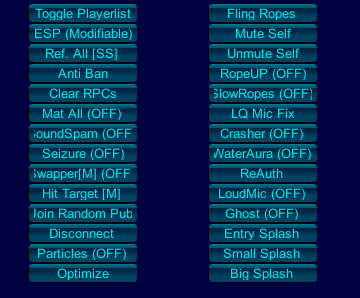 Toggle Playerlist
ESP (Modifiable)
Ref. All [SS]
Anti Ban
Clear RPCs
Mat All (OFF)
oundSpam (OFF
Seizure (OFF)
Swapper[M] (OFF
Hit Target [M]
Join Random Pub
Disconnect
Particles (OFF)
Optimize
Fling Ropes
Mute Self
Unmute Self
RopeUP (OFF)
SlowRopes (OFF)
LQ Mic Fix
Crasher (OFF)
WaterAura (OFF)
ReAuth
LoudMic (OFF)
Ghost (OFF)
Entry Splash
Small Splash
Big Splash